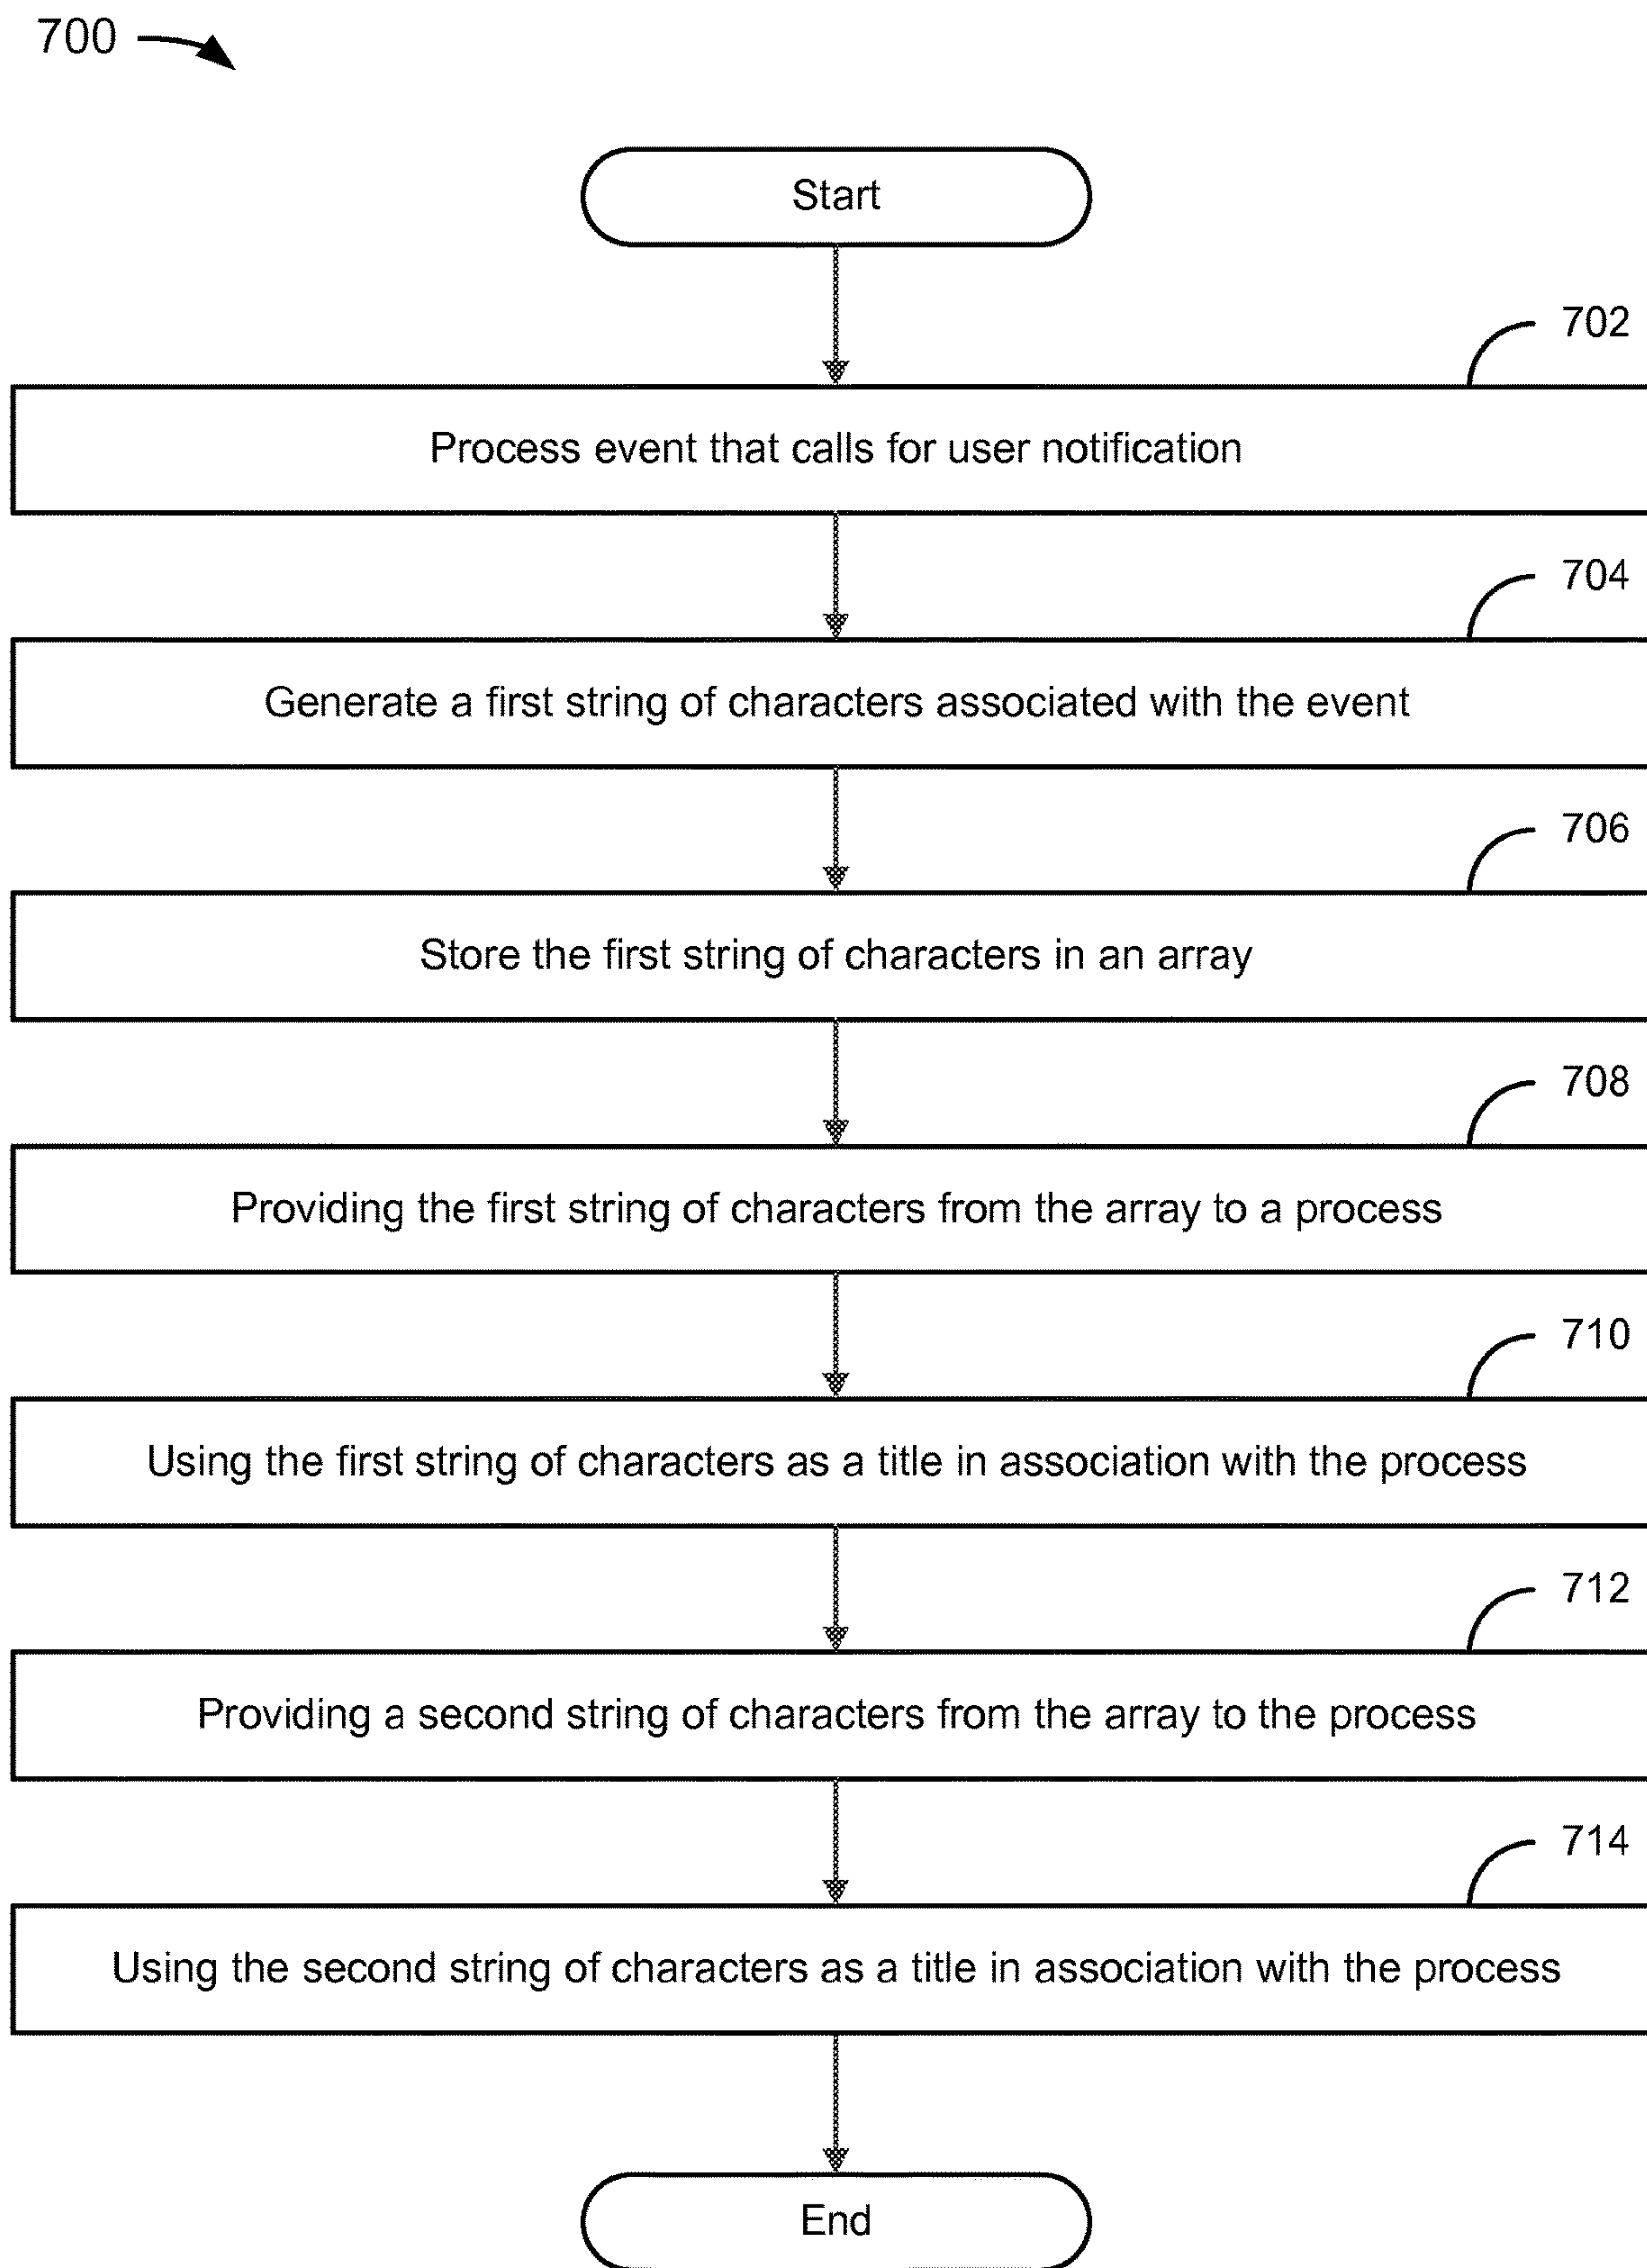 700
Start
702
Process event that calls for user notification
704
Generate a first string of characters associated with the event
706
Store the first string of characters in an array
708
Providing the first string of characters from the array to a process
710
Using the first string of characters as a title in association with the process
712
Providing a second string of characters from the array to the process
714
Using the second string of characters as a title in association with the process
End